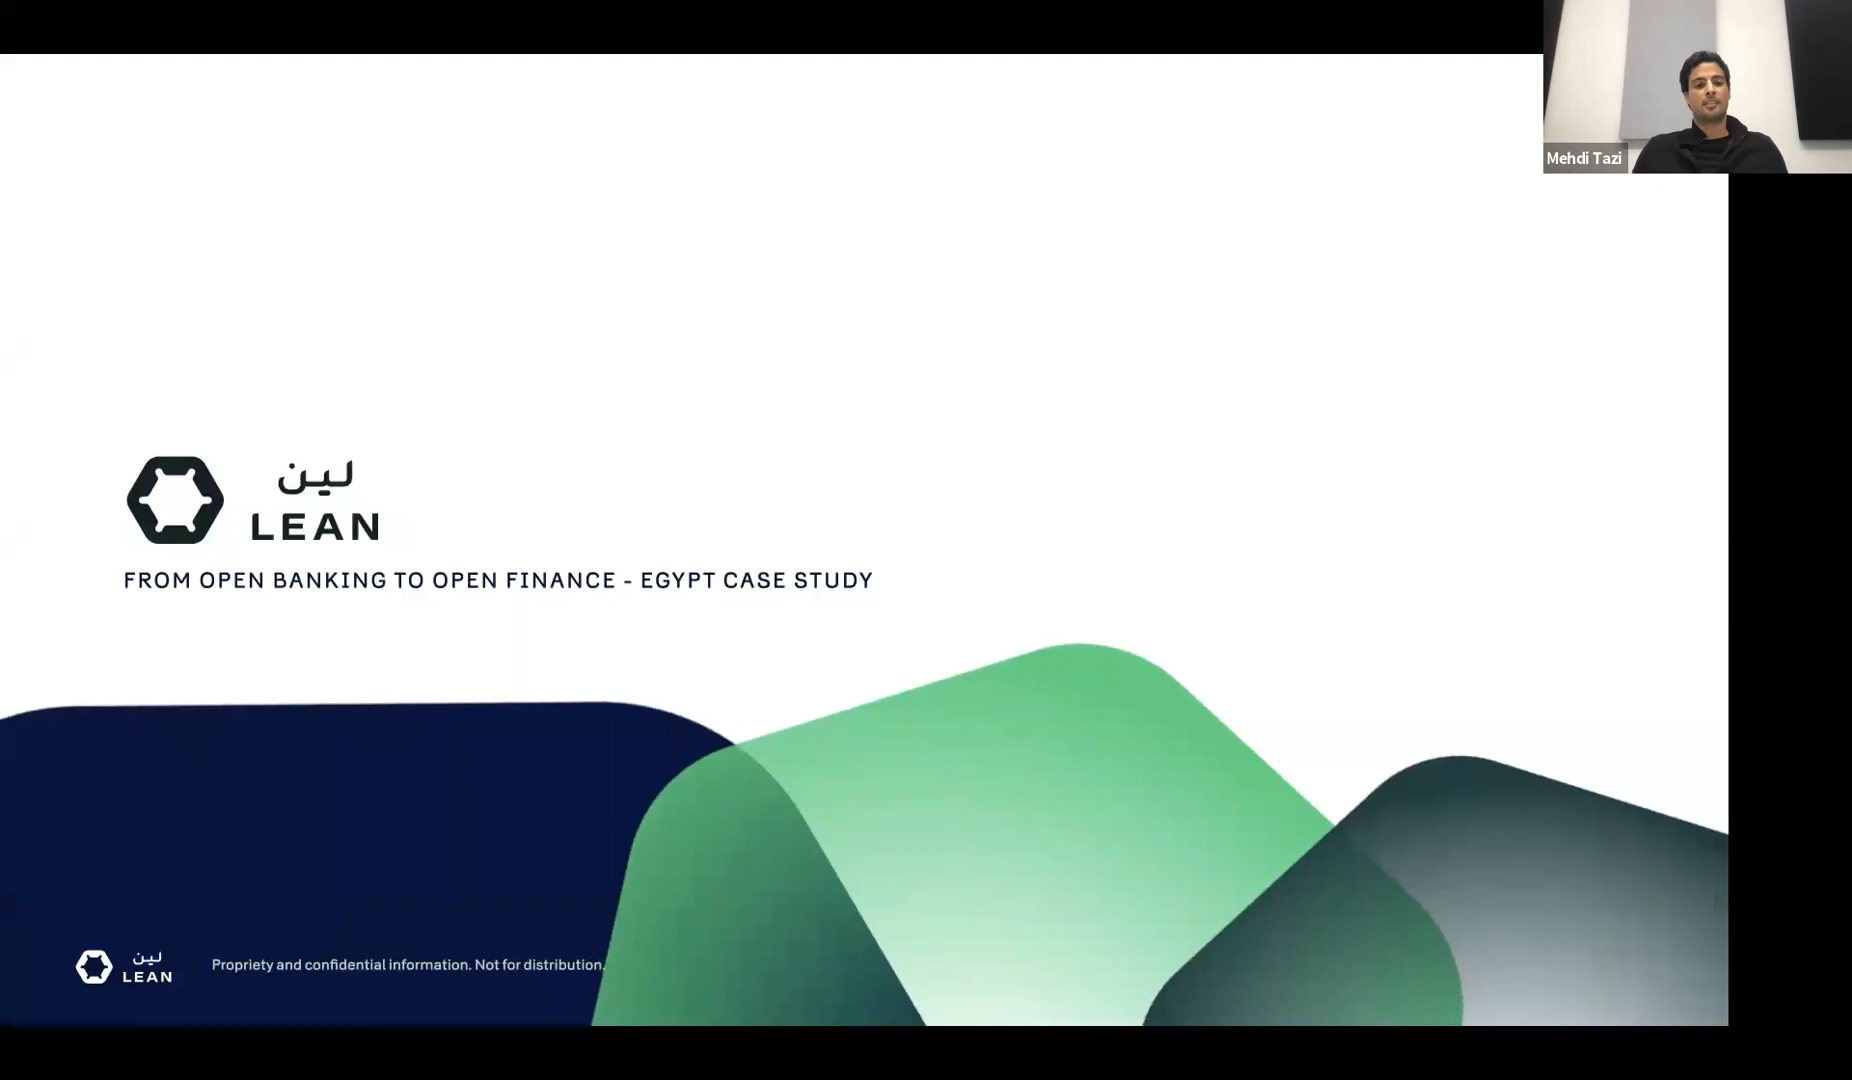 Mehdi Tazi
لين
LEAN
FROM OPEN BANKING TO OPEN FINANCE - EGYPT CASE STUDY
لين
LEAN
Propriety and confidential information. Not for distribution.